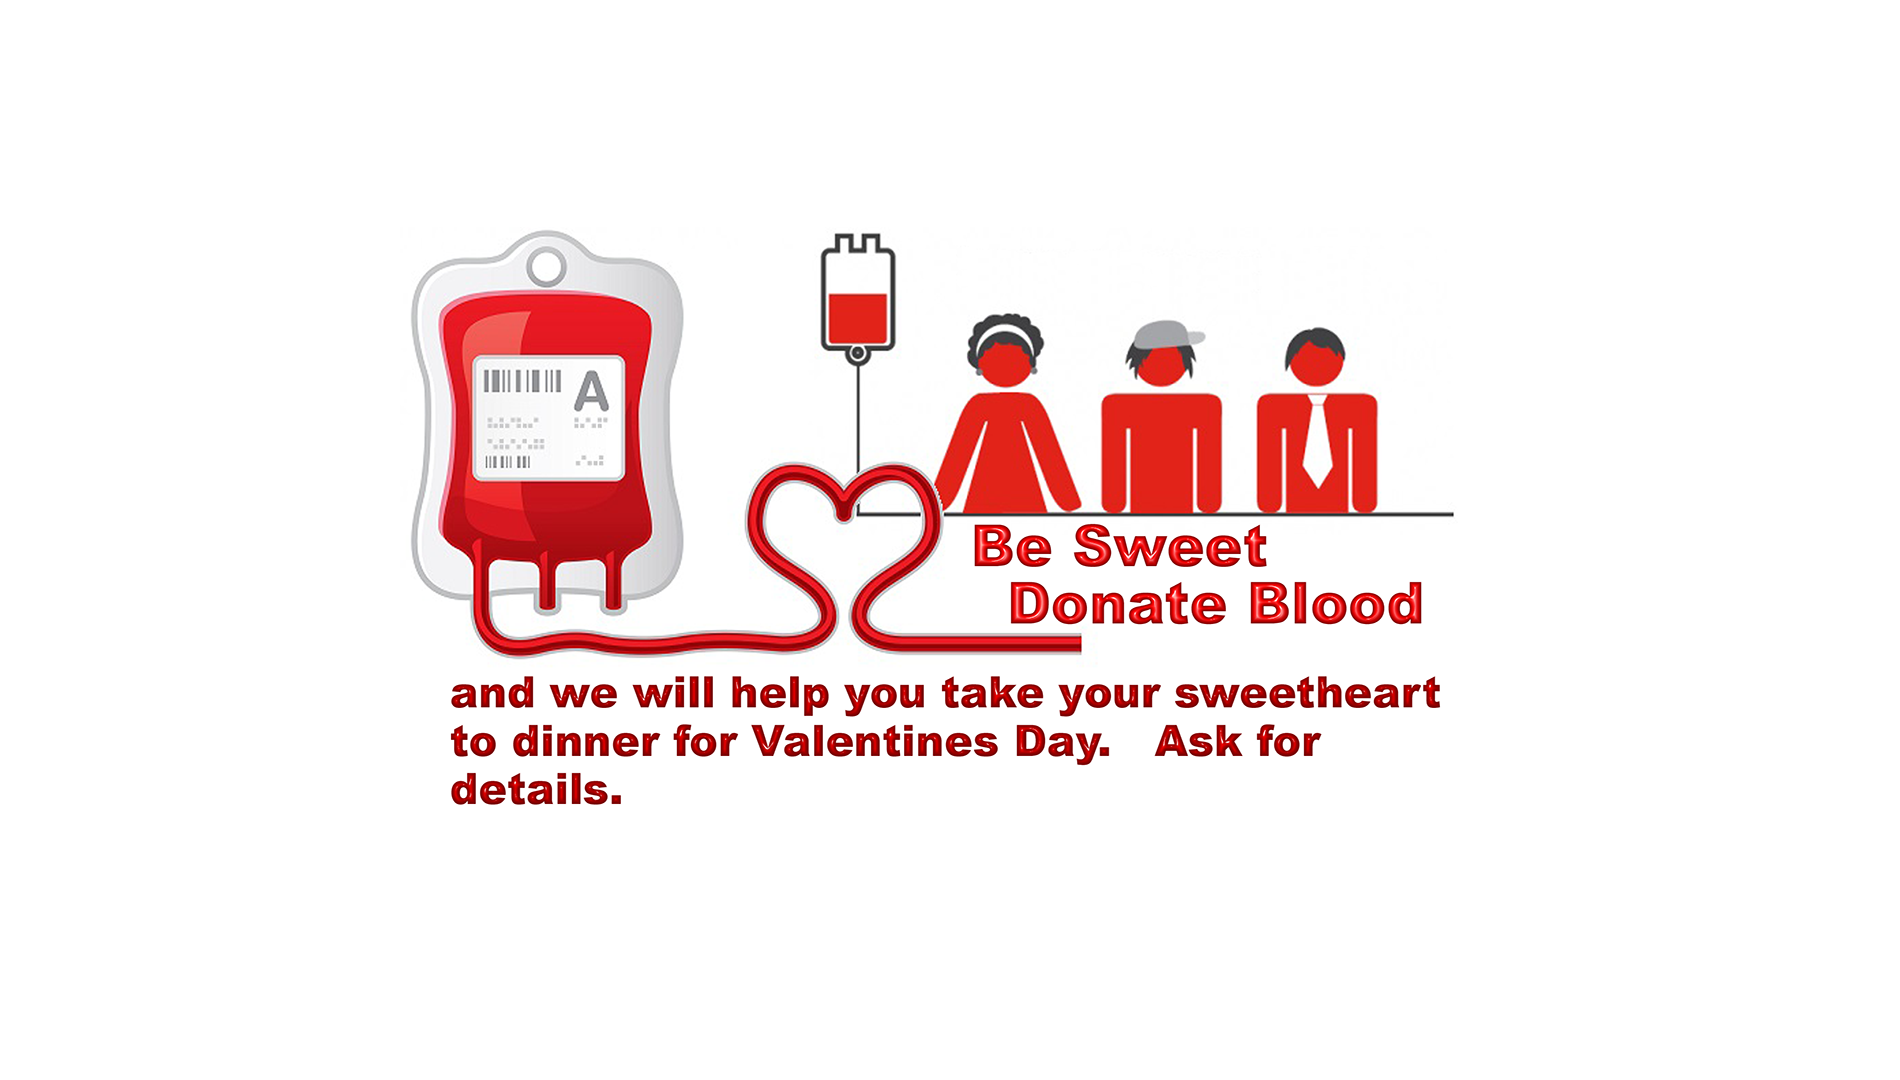 A
Be Sweet
Donate Blood
and we will help you take your sweetheart
to dinner for Valentines Day. Ask for
details.